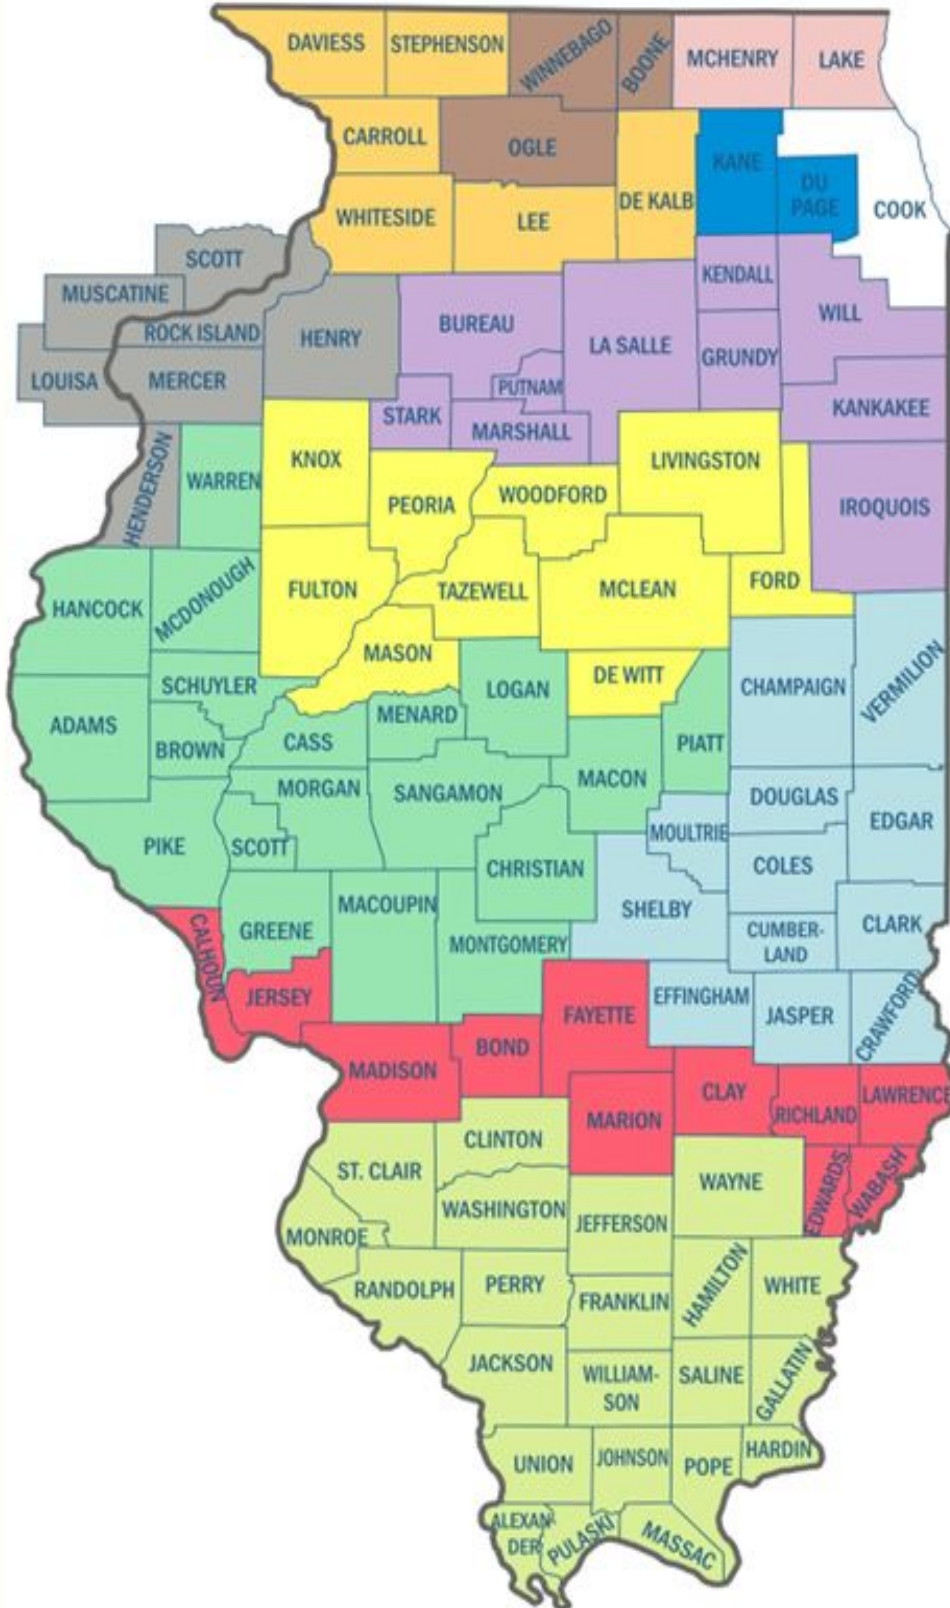 DAVIESS
STEPHENSON
WINNEBAGO
BOONE
MCHENRY
LAKE
CARROLL
OGLE
DE KALB
KANE
DU
PAGE
COOK
WHITESIDE
LEE
SCOTT
MUSCATINE
ROCK ISLAND
LOUISA
MERCER
HENRY
BUREAU
PUTNAM
LA SALLE
KENDALL
GRUNDY
WILL
KANKAKEE
STARK
MARSHALL
HENDERSON
WARREN
KNOX
PEORIA
WOODFORD
LIVINGSTON
IROQUOIS
HANCOCK
MCDONOUGH
FULTON
TAZEWELL
MCLEAN
FORD
MASON
SCHUYLER
LOGAN
DE WITT
CHAMPAIGN
VERMILION
ADAMS
BROWN
CASS
MENARD
PIATT
MORGAN
SANGAMON
MACON
DOUGLAS
EDGAR
PIKE
SCOTT
CHRISTIAN
MOULTRIE
COLES
MACOUPIN
SHELBY
CUMBER-
LAND
CLARK
GREENE
MONTGOMERY
CALHOUN
JERSEY
FAYETTE
EFFINGHAM
JASPER
CRAWFORD
MADISON
BOND
MARION
CLAY
RICHLAND
LAWRENCE
CLINTON
ST. CLAIR
WAYNE
EDWARDS
WABASH
WASHINGTON
JEFFERSON
MONROE
RANDOLPH
PERRY
FRANKLIN
HAMILTON
WHITE
JACKSON
WILLIAM-
SON
SALINE
GALLATIN
UNION
JOHNSON
POPE
HARDIN
ALEXAN
DER
PULASKI
MASSAC